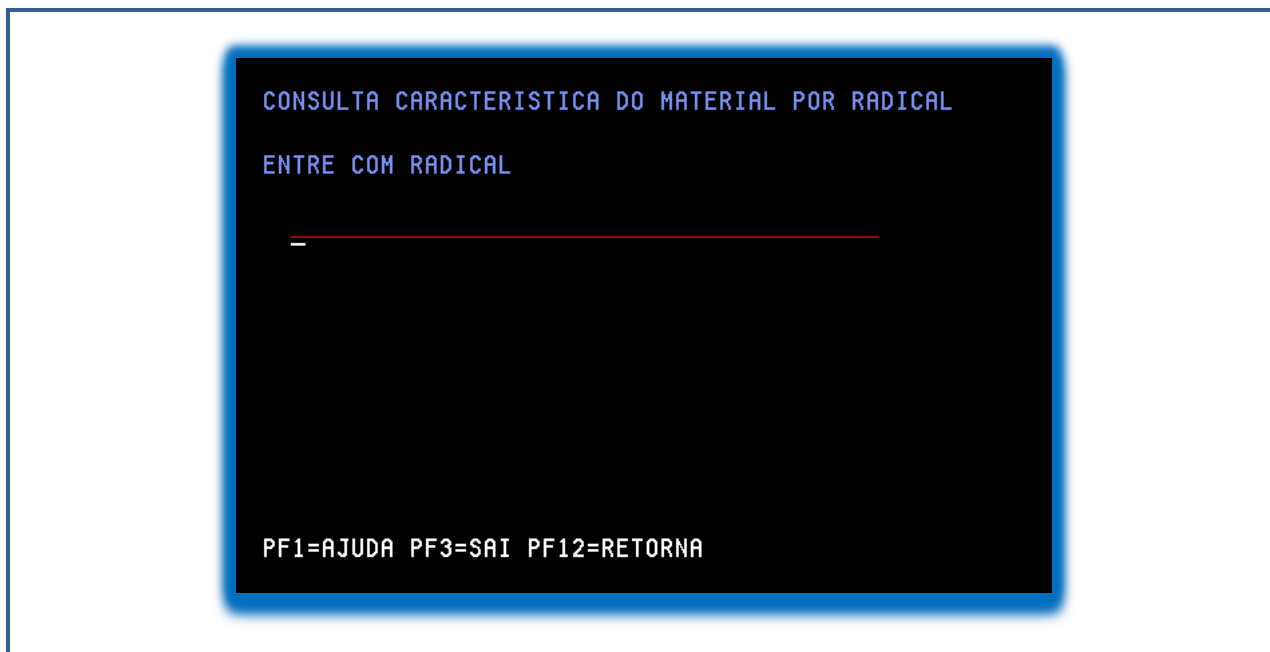 CONSULTA CARACTERISTICA DO MATERIAL POR RADICAL
ENTRE COM RADICAL
PF1=AJUDA PF3=SAI PF12=RETORNA